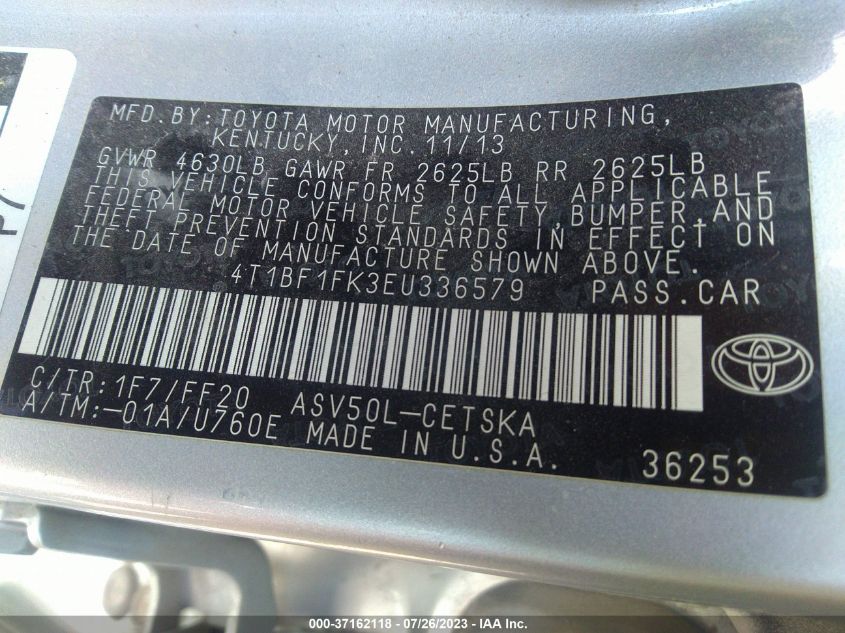 MFD.BY:TOYOTA MOTOR MANUFACTURING,
KENTUCKY, INC. 11/13
GVWR 4630LB GAWR FR 2625LB RR 2625LB
THIS VEHICLE CONFORMS TO ALL APPLICABLE
FEDERAL MOTOR VEHICLE SAFETY,BUMPER,AND
THEFT PREVENTION STANDARDS IN EFFECT ON
THE DATE OF MANUFACTURE SHOWN ABOVE.
4T1BF1FK3EU336579 PASS.CAR
C/TR:1F7/FF20 ASV50L-CETSKA
A/TM:-01A/U760E MADE IN U.S.A. 36253
000-37162118 - 07/26/2023 - IAA Inc.